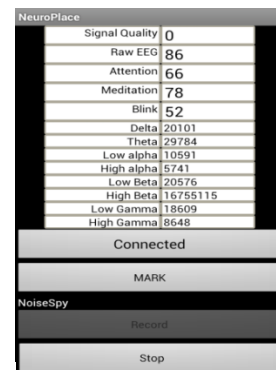 NeuroPlace
Signal Quality 0
Raw EEG 86
Attention 66
Meditation 78
Blink 52
Delta 20101
Theta 29784
Low alpha 10591
High alpha 5741
Low Beta 20576
High Beta 16755115
Low Gamma 18609
High Gamma 8648
Connected
MARK
NoiseSpy
Record
Stop